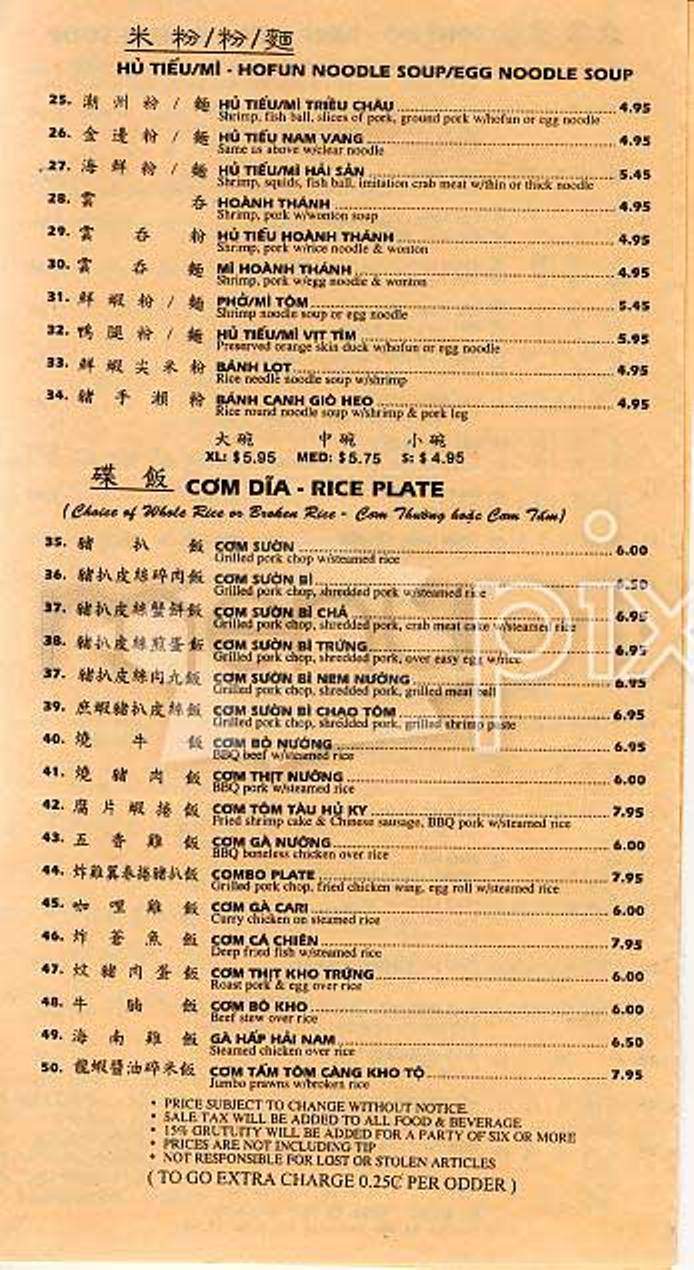 米 粉/粉/麵
HỦ TIẾU/MÌ - HOFUN NOODLE SOUP/EGG NOODLE SOUP
25. 潮 州 粉 / 麵 HỦ TIẾU/MÌ TRIỀU CHÂU 4.95
Shrimp, fish ball, slices of pork, ground pork w/hofun or egg noodle
26. 金 邊 粉 / 麵 HỦ TIẾU NAM VANG 4.95
Same as above w/clear noodle
27. 海 鮮 粉 / 麵 HỦ TIẾU/MÌ HẢI SẢN 5.45
Shrimp, squids, fish ball, imitation crab meat w/thin or thick noodle
28. 雲 吞 HOÀNH THÁNH 4.95
Shrimp, pork w/wonton soup
29. 雲 吞 粉 HỦ TIẾU HOÀNH THÁNH 4.95
Shrimp, pork w/rice noodle & wonton
30. 雲 吞 麵 MÌ HOÀNH THÁNH 4.95
Shrimp, pork w/egg noodle & wonton
31. 鮮 蝦 粉 / 麵 PHỞ/MÌ TÔM 5.45
Shrimp noodle soup or egg noodle
32. 鴨 腿 粉 / 麵 HỦ TIẾU/MÌ VỊT TÌM 5.95
Preserved orange skin duck w/hofun or egg noodle
33. 鮮 蝦 尖 米 粉 BÁNH LỌT 4.95
Rice needle noodle soup w/shrimp
34. 豬 手 瀨 粉 BÁNH CANH GIÒ HEO 4.95
Rice round noodle soup w/shrimp & pork leg
大 碗 中 碗 小 碗
XL: $5.95 MED: $5.75 S: $4.95
碟 飯 CƠM DĨA - RICE PLATE
(Choice of Whole Rice or Broken Rice - Cơm Thường hoặc Cơm Tấm)
35. 豬 扒 飯 CƠM SƯỜN 6.00
Grilled pork chop w/steamed rice
36. 豬扒皮絲碎肉飯 CƠM SƯỜN BÌ 6.50
Grilled pork chop, shredded pork w/steamed rice
37. 豬扒皮絲蟹餅飯 CƠM SƯỜN BÌ CHẢ 6.95
Grilled pork chop, shredded pork, crab meat cake w/steamed rice
38. 豬扒皮絲煎蛋飯 CƠM SƯỜN BÌ TRỨNG 6.95
Grilled pork chop, shredded pork, over easy egg w/rice
37. 豬扒皮絲肉丸飯 CƠM SƯỜN BÌ NEM NƯỚNG 6.95
Grilled pork chop, shredded pork, grilled meat ball
39. 蔗蝦豬扒皮絲飯 CƠM SƯỜN BÌ CHẠO TÔM 6.95
Grilled pork chop, shredded pork, grilled shrimp paste
40. 燒 牛 飯 CƠM BÒ NƯỚNG 6.95
BBQ beef w/steamed rice
41. 燒 豬 肉 飯 CƠM THỊT NƯỚNG 6.00
BBQ pork w/steamed rice
42. 腐 片 蝦 捲 飯 CƠM TÔM TÀU HỦ KY 7.95
Fried shrimp cake & Chinese sausage, BBQ pork w/steamed rice
43. 五 香 雞 飯 CƠM GÀ NƯỚNG 6.00
BBQ boneless chicken over rice
44. 炸雞翼春捲豬扒飯 COMBO PLATE 7.95
Grilled pork chop, fried chicken wing, egg roll w/steamed rice
45. 咖 哩 雞 飯 CƠM GÀ CARI 6.00
Curry chicken on steamed rice
46. 炸 蒼 魚 飯 CƠM CÁ CHIÊN 7.95
Deep fried fish w/steamed rice
47. 炆 豬 肉 蛋 飯 CƠM THỊT KHO TRỨNG 6.00
Roast pork & egg over rice
48. 牛 腩 飯 CƠM BÒ KHO 6.00
Beef stew over rice
49. 海 南 雞 飯 GÀ HẤP HẢI NAM 6.50
Steamed chicken over rice
50. 龍蝦醬油碎米飯 CƠM TẤM TÔM CÀNG KHO TỘ 7.95
Jumbo prawns w/broken rice
• PRICE SUBJECT TO CHANGE WITHOUT NOTICE.
• SALE TAX WILL BE ADDED TO ALL FOOD & BEVERAGE
• 15% GRUTUITY WILL BE ADDED FOR A PARTY OF SIX OR MORE
• PRICES ARE NOT INCLUDING TIP
• NOT RESPONSIBLE FOR LOST OR STOLEN ARTICLES
( TO GO EXTRA CHARGE 0.25¢ PER ODDER )